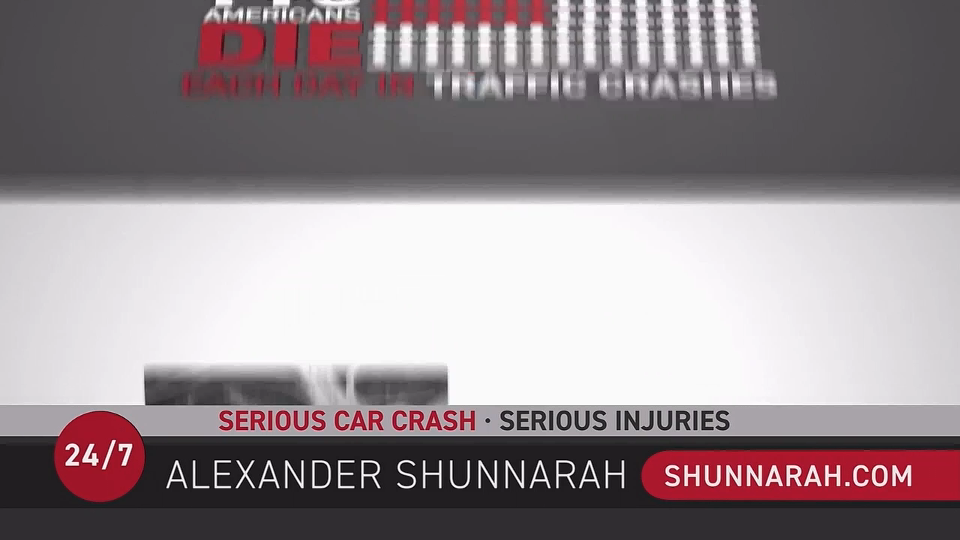 AMERICANS
DIE
EACH DAY IN TRAFFIC CRASHES
SERIOUS CAR CRASH · SERIOUS INJURIES
24/7
ALEXANDER SHUNNARAH
SHUNNARAH.COM